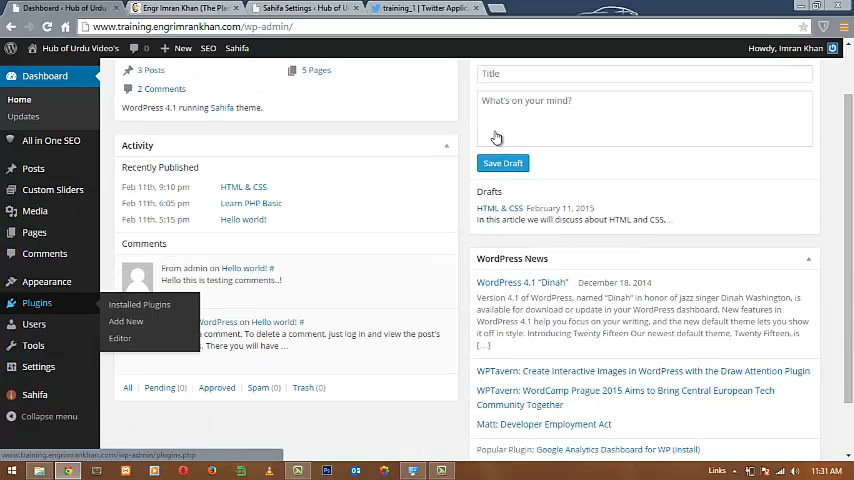 Dashboard ‹ Hub of Urdu
Engr Imran Khan (The Pla
Sahifa Settings ‹ Hub of U
training_1 | Twitter Applic
www.training.engrimrankhan.com/wp-admin/
Hub of Urdu Video's 0 + New SEO Sahifa Howdy, Imran Khan
Dashboard
Home
Updates
All in One SEO
Posts
Custom Sliders
Media
Pages
Comments
Appearance
Plugins
Installed Plugins
Add New
Editor
Users
Tools
Settings
Sahifa
Collapse menu
3 Posts 5 Pages
2 Comments
WordPress 4.1 running Sahifa theme.
Activity
Recently Published
Feb 11th, 9:10 pm HTML & CSS
Feb 11th, 6:05 pm Learn PHP Basic
Feb 11th, 5:15 pm Hello world!
Comments
From admin on Hello world! #
Hello this is testing comments..!
WordPress on Hello world! #
comment. To delete a comment, just log in and view the post's
s. There you will have ...
All | Pending (0) | Approved | Spam (0) | Trash (0)
Title
What's on your mind?
Save Draft
Drafts
HTML & CSS February 11, 2015
In this article we will discuss about HTML and CSS,...
WordPress News
WordPress 4.1 “Dinah” December 18, 2014
Version 4.1 of WordPress, named “Dinah” in honor of jazz singer Dinah Washington, is
available for download or update in your WordPress dashboard. New features in
WordPress 4.1 help you focus on your writing, and the new default theme lets you show
it off in style. Introducing Twenty Fifteen Our newest default theme, Twenty Fifteen,
[...]
WPTavern: Create Interactive Images in WordPress with the Draw Attention Plugin
WPTavern: WordCamp Prague 2015 Aims to Bring Central European Tech
Community Together
Matt: Developer Employment Act
Popular Plugin: Google Analytics Dashboard for WP (Install)
www.training.engrimrankhan.com/wp-admin/plugins.php
Links 11:31 AM